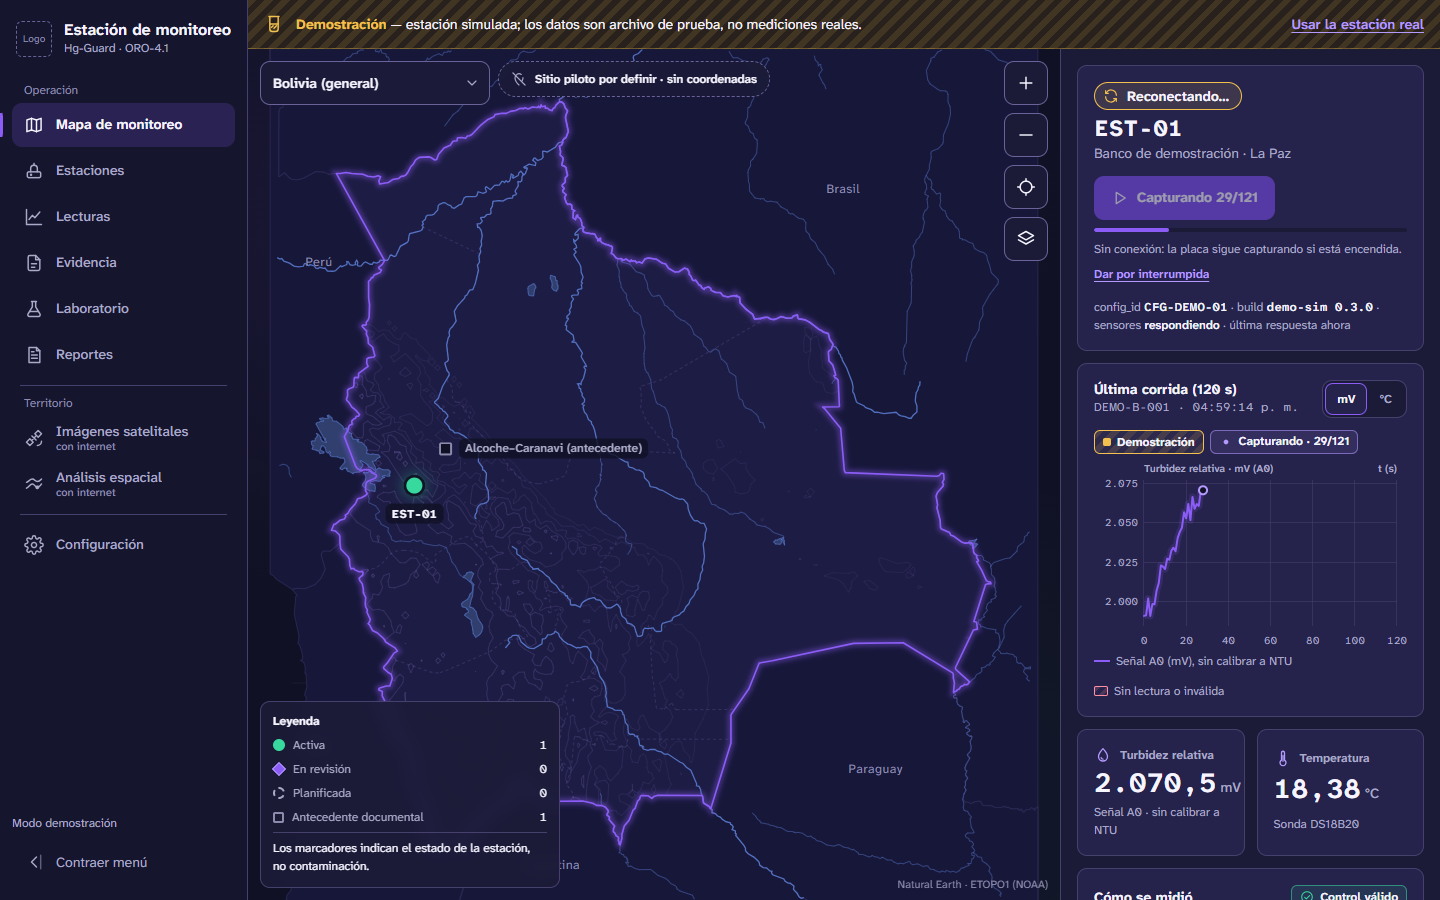 Logo
Estación de monitoreo
Hg-Guard · ORO-4.1
Operación
Mapa de monitoreo
Estaciones
Lecturas
Evidencia
Laboratorio
Reportes
Territorio
Imágenes satelitales
con internet
Análisis espacial
con internet
Configuración
Modo demostración
Contraer menú
Demostración — estación simulada; los datos son archivo de prueba, no mediciones reales.
Usar la estación real
Bolivia (general)
Sitio piloto por definir · sin coordenadas
Brasil
Perú
Alcoche–Caranavi (antecedente)
EST-01
Paraguay
Leyenda
Activa 1
En revisión 0
Planificada 0
Antecedente documental 1
Los marcadores indican el estado de la estación,
no contaminación.
ina
Natural Earth · ETOPO1 (NOAA)
Reconectando…
EST-01
Banco de demostración · La Paz
Capturando 29/121
Sin conexión: la placa sigue capturando si está encendida.
Dar por interrumpida
config_id CFG-DEMO-01 · build demo-sim 0.3.0 ·
sensores respondiendo · última respuesta ahora
Última corrida (120 s)
DEMO-B-001 · 04:59:14 p. m.
mV °C
Demostración
Capturando · 29/121
Turbidez relativa · mV (A0) t (s)
2.075
2.050
2.025
2.000
0 20 40 60 80 100 120
Señal A0 (mV), sin calibrar a NTU
Sin lectura o inválida
Turbidez relativa
2.070,5 mV
Señal A0 · sin calibrar a
NTU
Temperatura
18,38 °C
Sonda DS18B20
Cómo se midió
Control válido